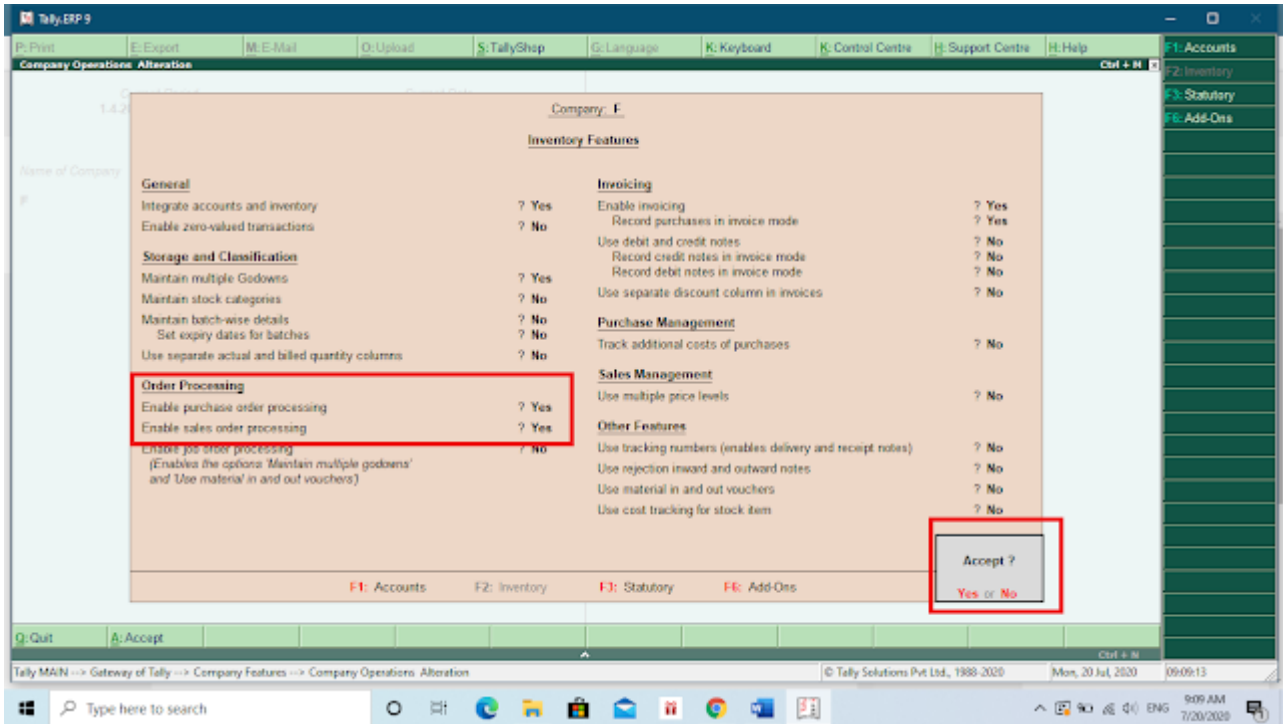 Tally.ERP 9
P: Print E: Export M: E-Mail O: Upload S: TallyShop G: Language K: Keyboard K: Control Centre H: Support Centre H: Help
F1: Accounts
Company Operations Alteration Ctrl + M
F2: Inventory
F3: Statutory
F6: Add-Ons
Name of Company
F
Company: F
Inventory Features
General
Integrate accounts and inventory ? Yes
Enable zero-valued transactions ? No
Storage and Classification
Maintain multiple Godowns ? Yes
Maintain stock categories ? No
Maintain batch-wise details ? No
Set expiry dates for batches ? No
Use separate actual and billed quantity columns ? No
Order Processing
Enable purchase order processing ? Yes
Enable sales order processing ? Yes
Enable job order processing ? No
(Enables the options 'Maintain multiple godowns'
and 'Use material in and out vouchers')
Invoicing
Enable invoicing ? Yes
Record purchases in invoice mode ? Yes
Use debit and credit notes ? No
Record credit notes in invoice mode ? No
Record debit notes in invoice mode ? No
Use separate discount column in invoices ? No
Purchase Management
Track additional costs of purchases ? No
Sales Management
Use multiple price levels ? No
Other Features
Use tracking numbers (enables delivery and receipt notes) ? No
Use rejection inward and outward notes ? No
Use material in and out vouchers ? No
Use cost tracking for stock item ? No
Accept ?
Yes or No
F1: Accounts F2: Inventory F3: Statutory F6: Add-Ons
Q: Quit A: Accept
Ctrl + N
Tally MAIN --> Gateway of Tally --> Company Features --> Company Operations Alteration © Tally Solutions Pvt Ltd., 1988-2020 Mon, 20 Jul, 2020 09:09:13
Type here to search
ENG
9:09 AM
7/20/2020